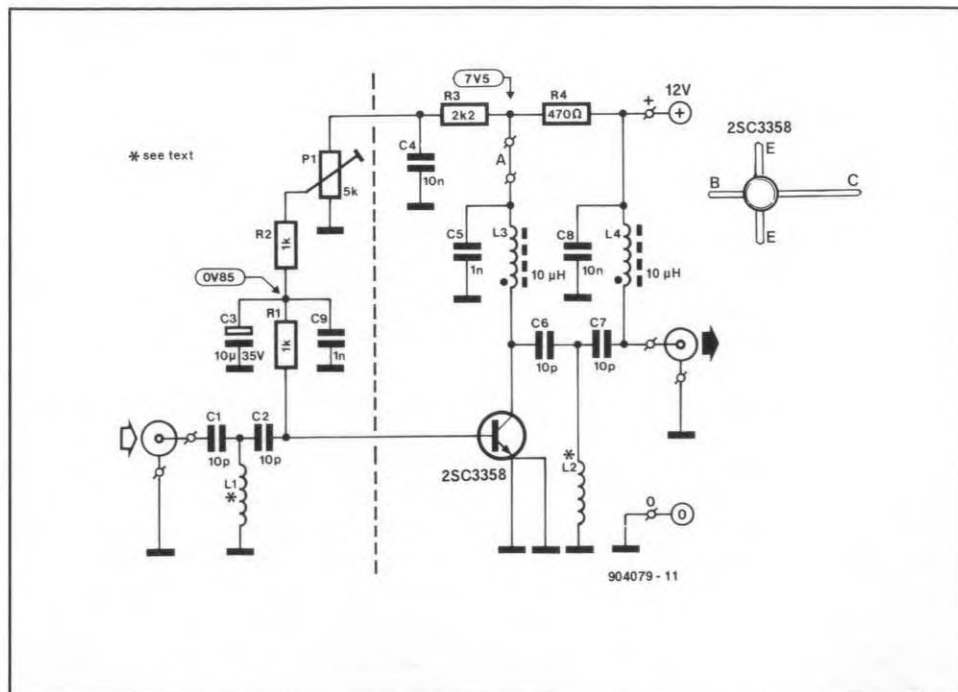 7V5
R3
2k2
R4
470Ω
+
12V
+
2SC3358
E
B
C
E
* see text
P1
5k
C4
10n
A
R2
1k
C5
1n
L3
10 µH
C8
10n
L4
10 µH
0V85
C3
10µ 35V
R1
1k
C9
1n
C6
10p
C7
10p
C1
10p
C2
10p
L1
*
2SC3358
*
L2
0
0
904079 - 11